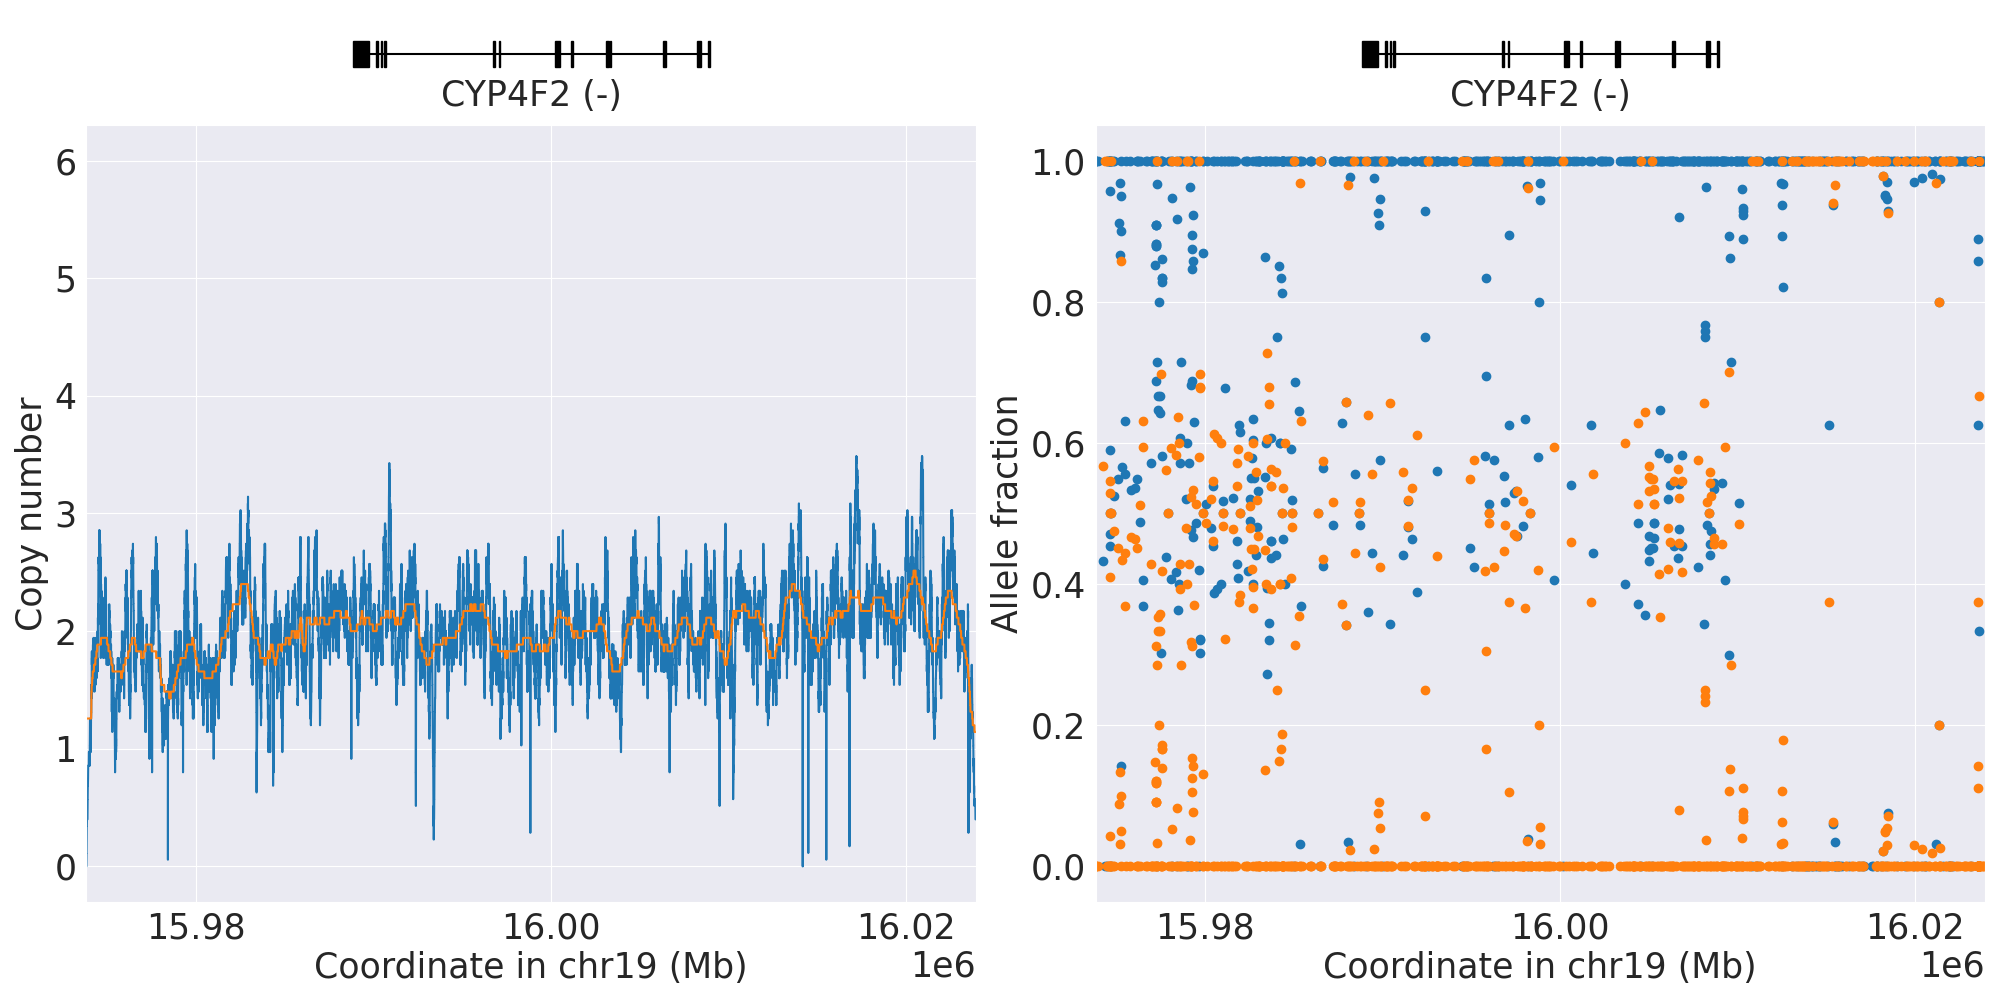 CYP4F2 (-)
Copy number
6
5
4
3
2
1
0
15.98
16.00
16.02
Coordinate in chr19 (Mb)
1e6
CYP4F2 (-)
Allele fraction
1.0
0.8
0.6
0.4
0.2
0.0
15.98
16.00
16.02
Coordinate in chr19 (Mb)
1e6